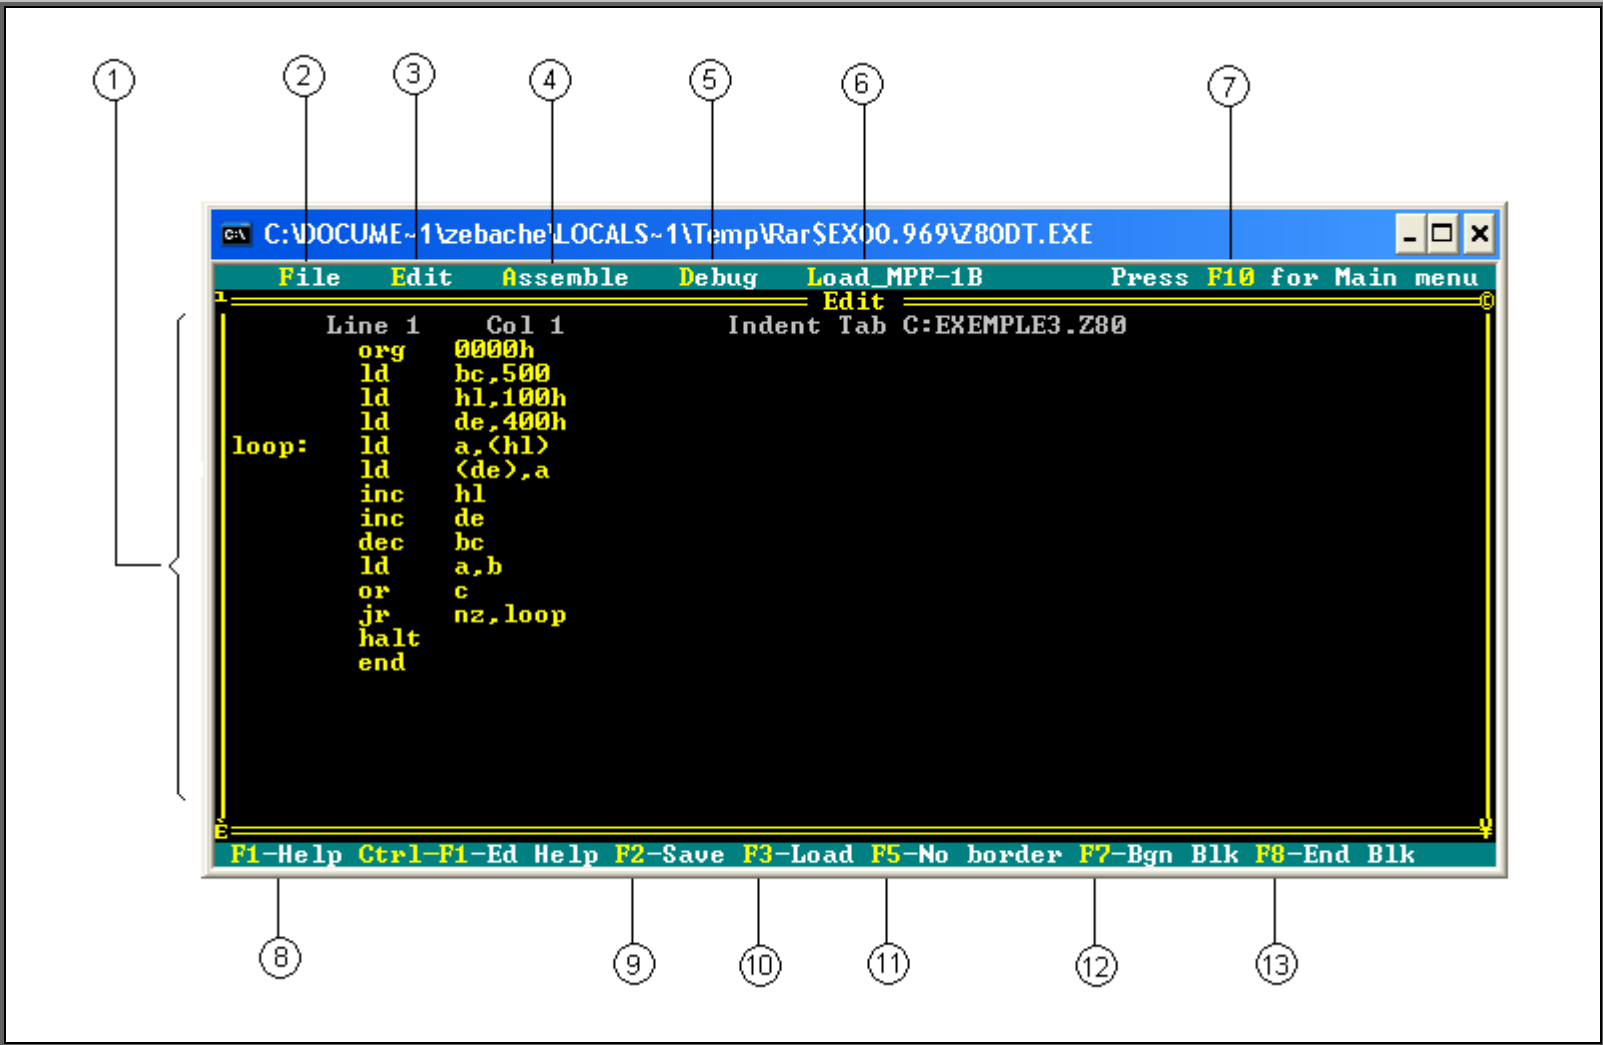 1 2 3 4 5 6 7
C:\DOCUME~1\zebache\LOCALS~1\Temp\Rar$EX00.969\Z80DT.EXE
File Edit Assemble Debug Load_MPF-1B Press F10 for Main menu
Edit
Line 1 Col 1 Indent Tab C:EXEMPLE3.Z80
org 0000h
ld bc,500
ld hl,100h
ld de,400h
loop: ld a,(hl)
ld (de),a
inc hl
inc de
dec bc
ld a,b
or c
jr nz,loop
halt
end
F1-Help Ctrl-F1-Ed Help F2-Save F3-Load F5-No border F7-Bgn Blk F8-End Blk
8 9 10 11 12 13